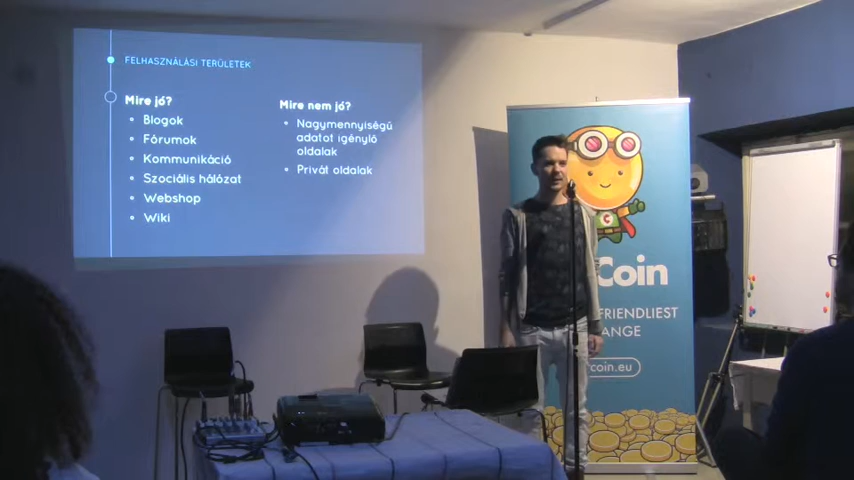 FELHASZNÁLÁSI TERÜLETEK
Mire jó?
Blogok
Fórumok
Kommunikáció
Szociális hálózat
Webshop
Wiki
Mire nem jó?
Nagymennyiségű
adatot igénylő
oldalak
Privát oldalak
C
Coin
FRIENDLIEST
ANGE
coin.eu